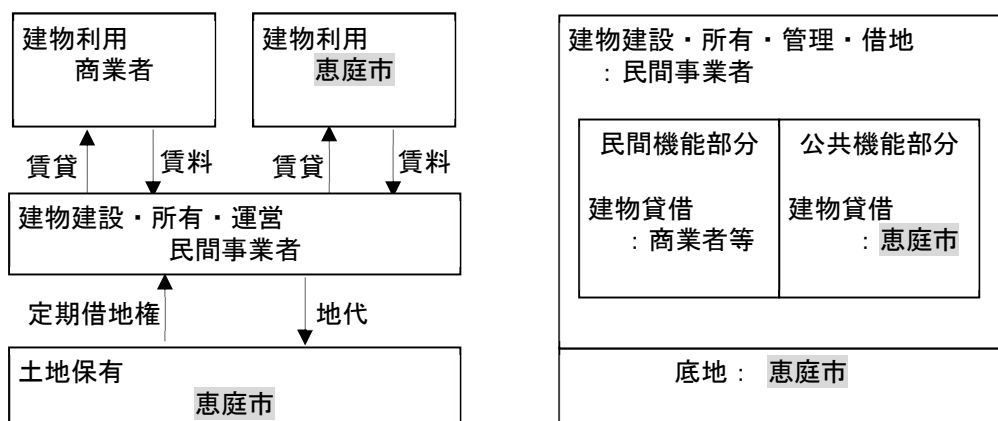 建物利用
商業者
建物利用
恵庭市
賃貸
賃料
賃貸
賃料
建物建設・所有・運営
民間事業者
定期借地権
地代
土地保有
恵庭市
建物建設・所有・管理・借地
：民間事業者
民間機能部分
建物貸借
：商業者等
公共機能部分
建物貸借
：恵庭市
底地： 恵庭市